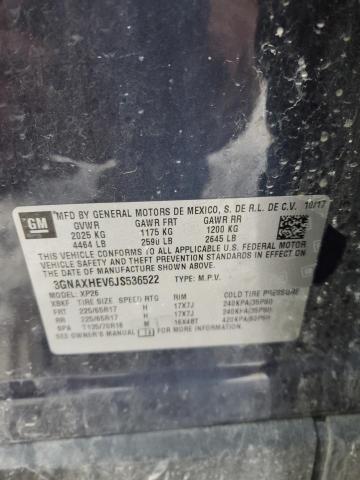 GM
MFD BY GENERAL MOTORS DE MEXICO, S. DE R.L. DE C.V. 10/17
GVWR GAWR FRT GAWR RR
2025 KG 1175 KG 1200 KG
4464 LB 2590 LB 2645 LB
THIS VEHICLE CONFORMS TO ALL APPLICABLE U.S. FEDERAL MOTOR
VEHICLE SAFETY, BUMPER, AND THEFT PREVENTION STANDARDS IN
EFFECT ON THE DATE OF MANUFACTURE SHOWN ABOVE.
3GNAXHEV6JS536522 TYPE: M.P.V.
MODEL: XP26
XBKF TIRE SIZE SPEED RTG RIM COLD TIRE PRESSURE
FRT 225/65R17 H 17X7J 240KPA(35PSI)
RR 225/65R17 H 17X7J 240KPA(35PSI)
SPA T135/70R16 M 16X4BT 420KPA(60PSI)
SEE OWNER'S MANUAL FOR ADDITIONAL INFORMATION.